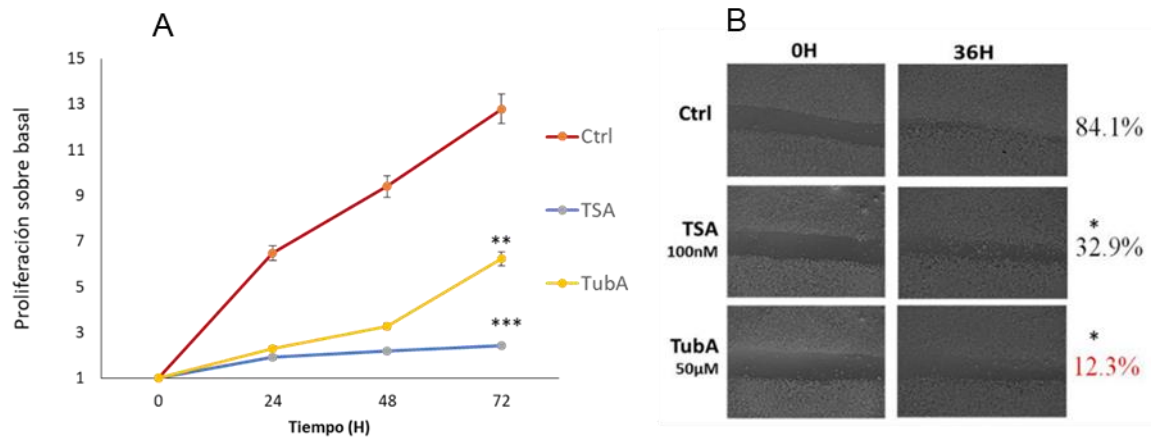 A
Proliferación sobre basal
15
13
11
9
7
5
3
1
0
24
48
72
Tiempo (H)
**
***
Ctrl
TSA
TubA
B
0H
36H
Ctrl
84.1%
TSA
100nM
*
32.9%
TubA
50µM
*
12.3%